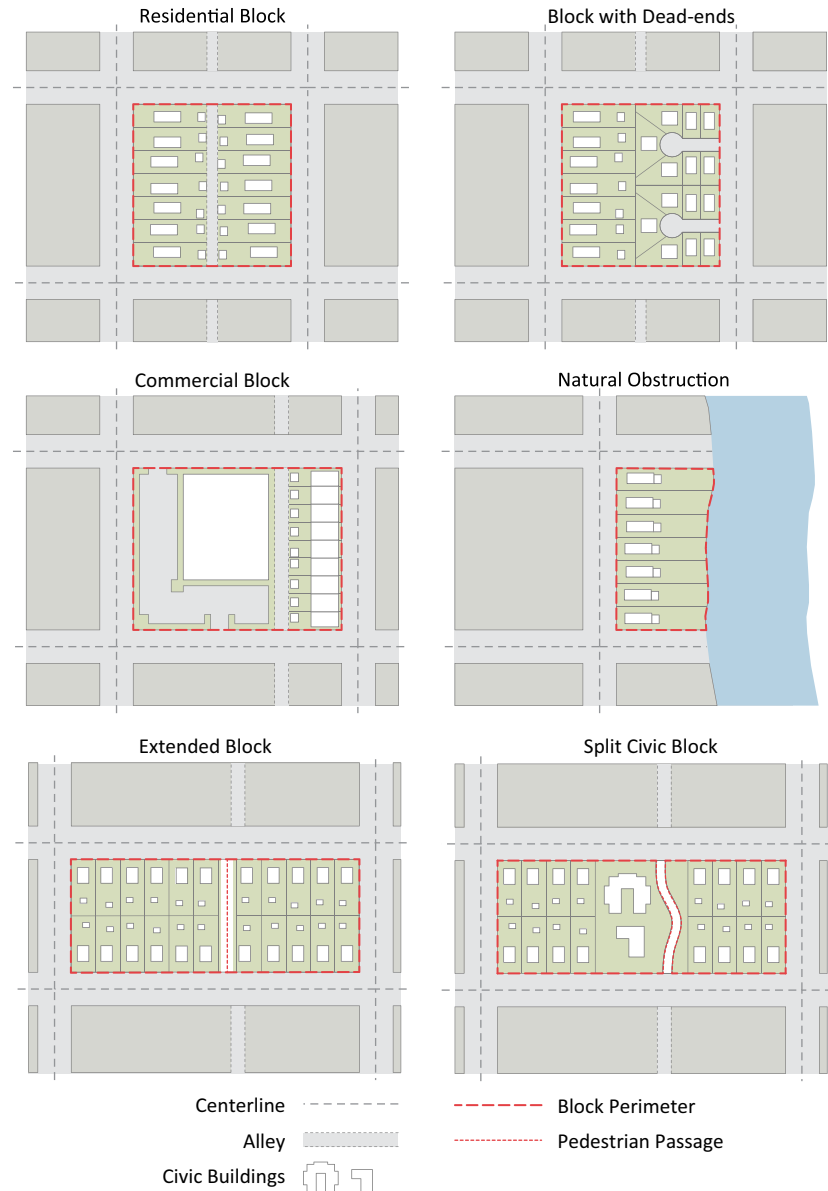 Residential Block
Block with Dead-ends
Commercial Block
Natural Obstruction
Extended Block
Split Civic Block
Centerline
Block Perimeter
Alley
Pedestrian Passage
Civic Buildings